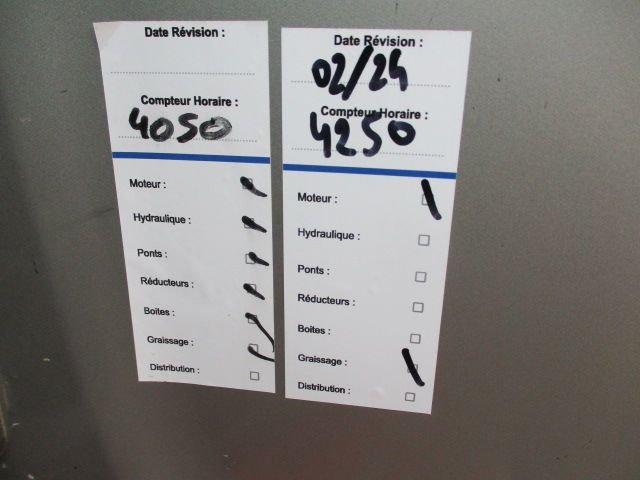 Date Révision :
Compteur Horaire :
4050
Moteur :
Hydraulique :
Ponts :
Réducteurs :
Boites :
Graissage :
Distribution :
Date Révision :
02/24
Compteur Horaire :
4250
Moteur :
Hydraulique :
Ponts :
Réducteurs :
Boites :
Graissage :
Distribution :